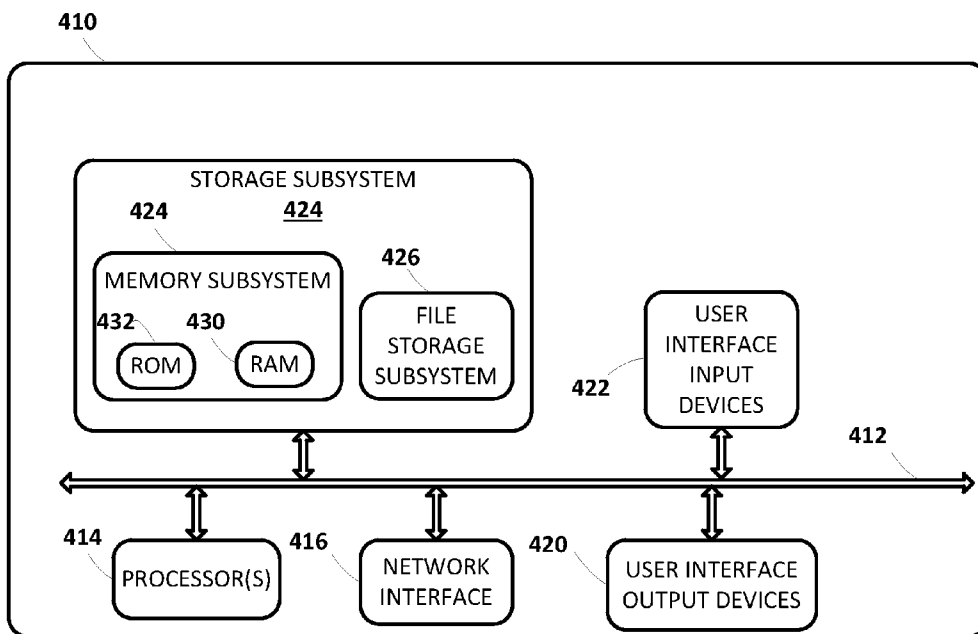 410
STORAGE SUBSYSTEM
424
424
MEMORY SUBSYSTEM
432
430
ROM
RAM
426
FILE
STORAGE
SUBSYSTEM
USER
INTERFACE
INPUT
DEVICES
422
412
414
PROCESSOR(S)
416
NETWORK
INTERFACE
420
USER INTERFACE
OUTPUT DEVICES